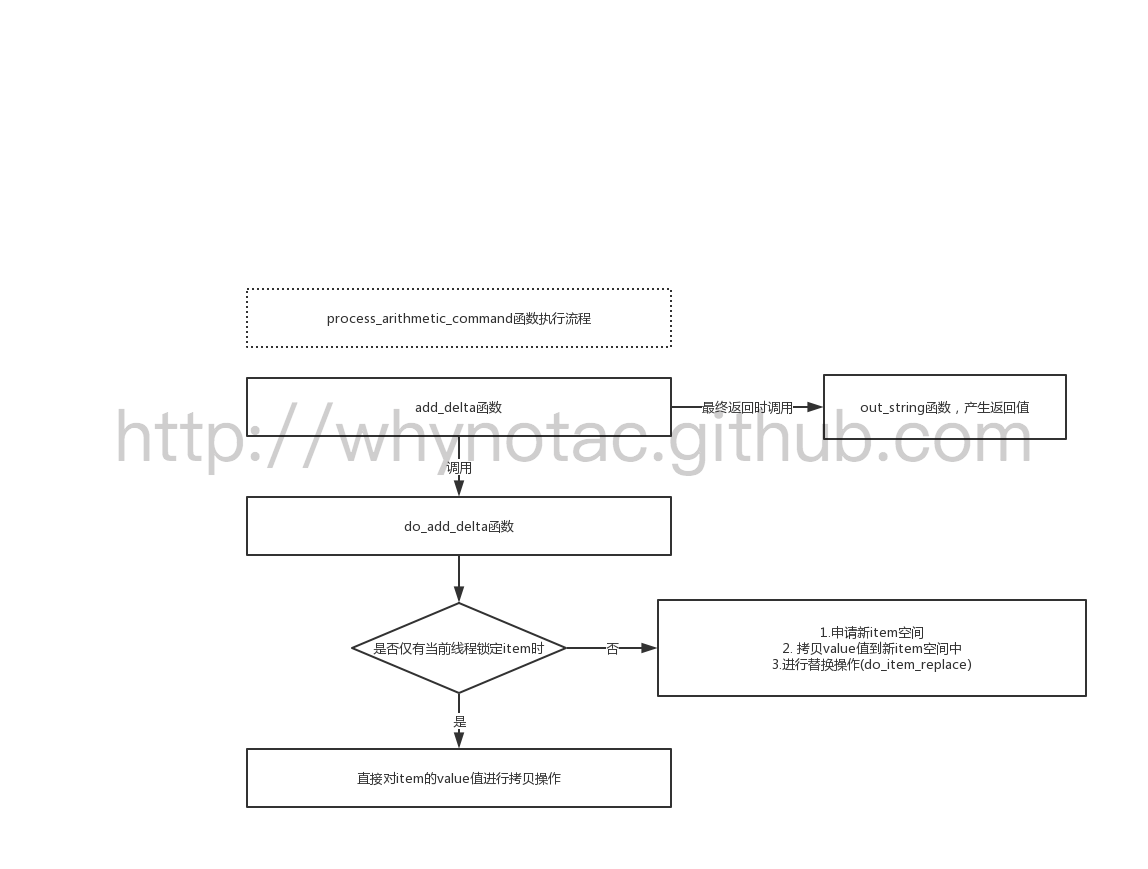 process_arithmetic_command函数执行流程
add_delta函数
最终返回时调用
out_string函数，产生返回值
http://whynotac.github.com
调用
do_add_delta函数
是否仅有当前线程锁定item时
否
1.申请新item空间
2. 拷贝value值到新item空间中
3.进行替换操作(do_item_replace)
是
直接对item的value值进行拷贝操作